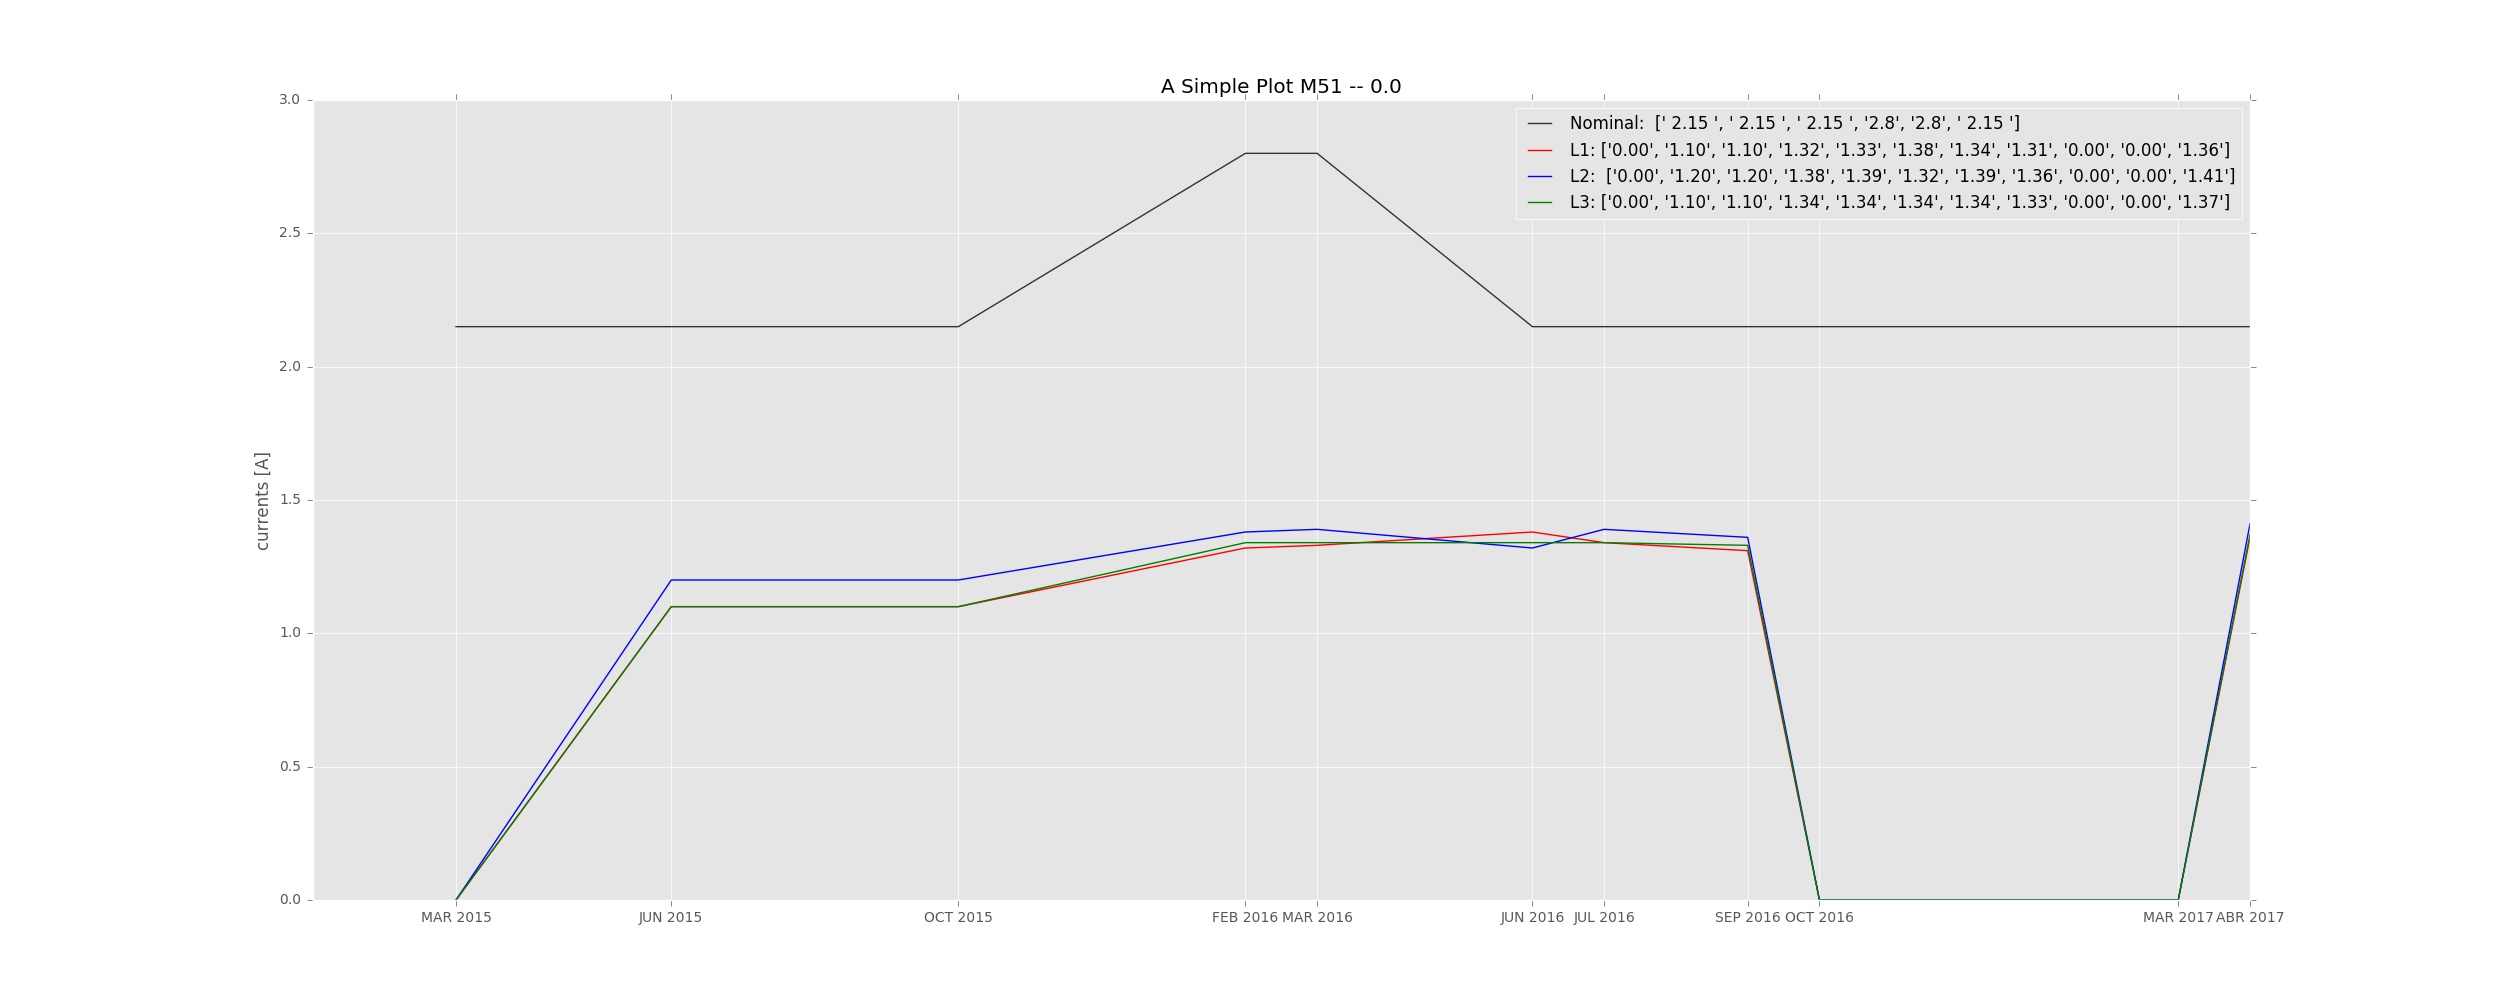 A Simple Plot M51 -- 0.0
Nominal:  [' 2.15 ', ' 2.15 ', ' 2.15 ', '2.8', '2.8', ' 2.15 ']
L1: ['0.00', '1.10', '1.10', '1.32', '1.33', '1.38', '1.34', '1.31', '0.00', '0.00', '1.36']
L2:  ['0.00', '1.20', '1.20', '1.38', '1.39', '1.32', '1.39', '1.36', '0.00', '0.00', '1.41']
L3: ['0.00', '1.10', '1.10', '1.34', '1.34', '1.34', '1.34', '1.33', '0.00', '0.00', '1.37']
currents [A]
3.0
2.5
2.0
1.5
1.0
0.5
0.0
MAR 2015 JUN 2015 OCT 2015 FEB 2016 MAR 2016 JUN 2016 JUL 2016 SEP 2016 OCT 2016 MAR 2017 ABR 2017